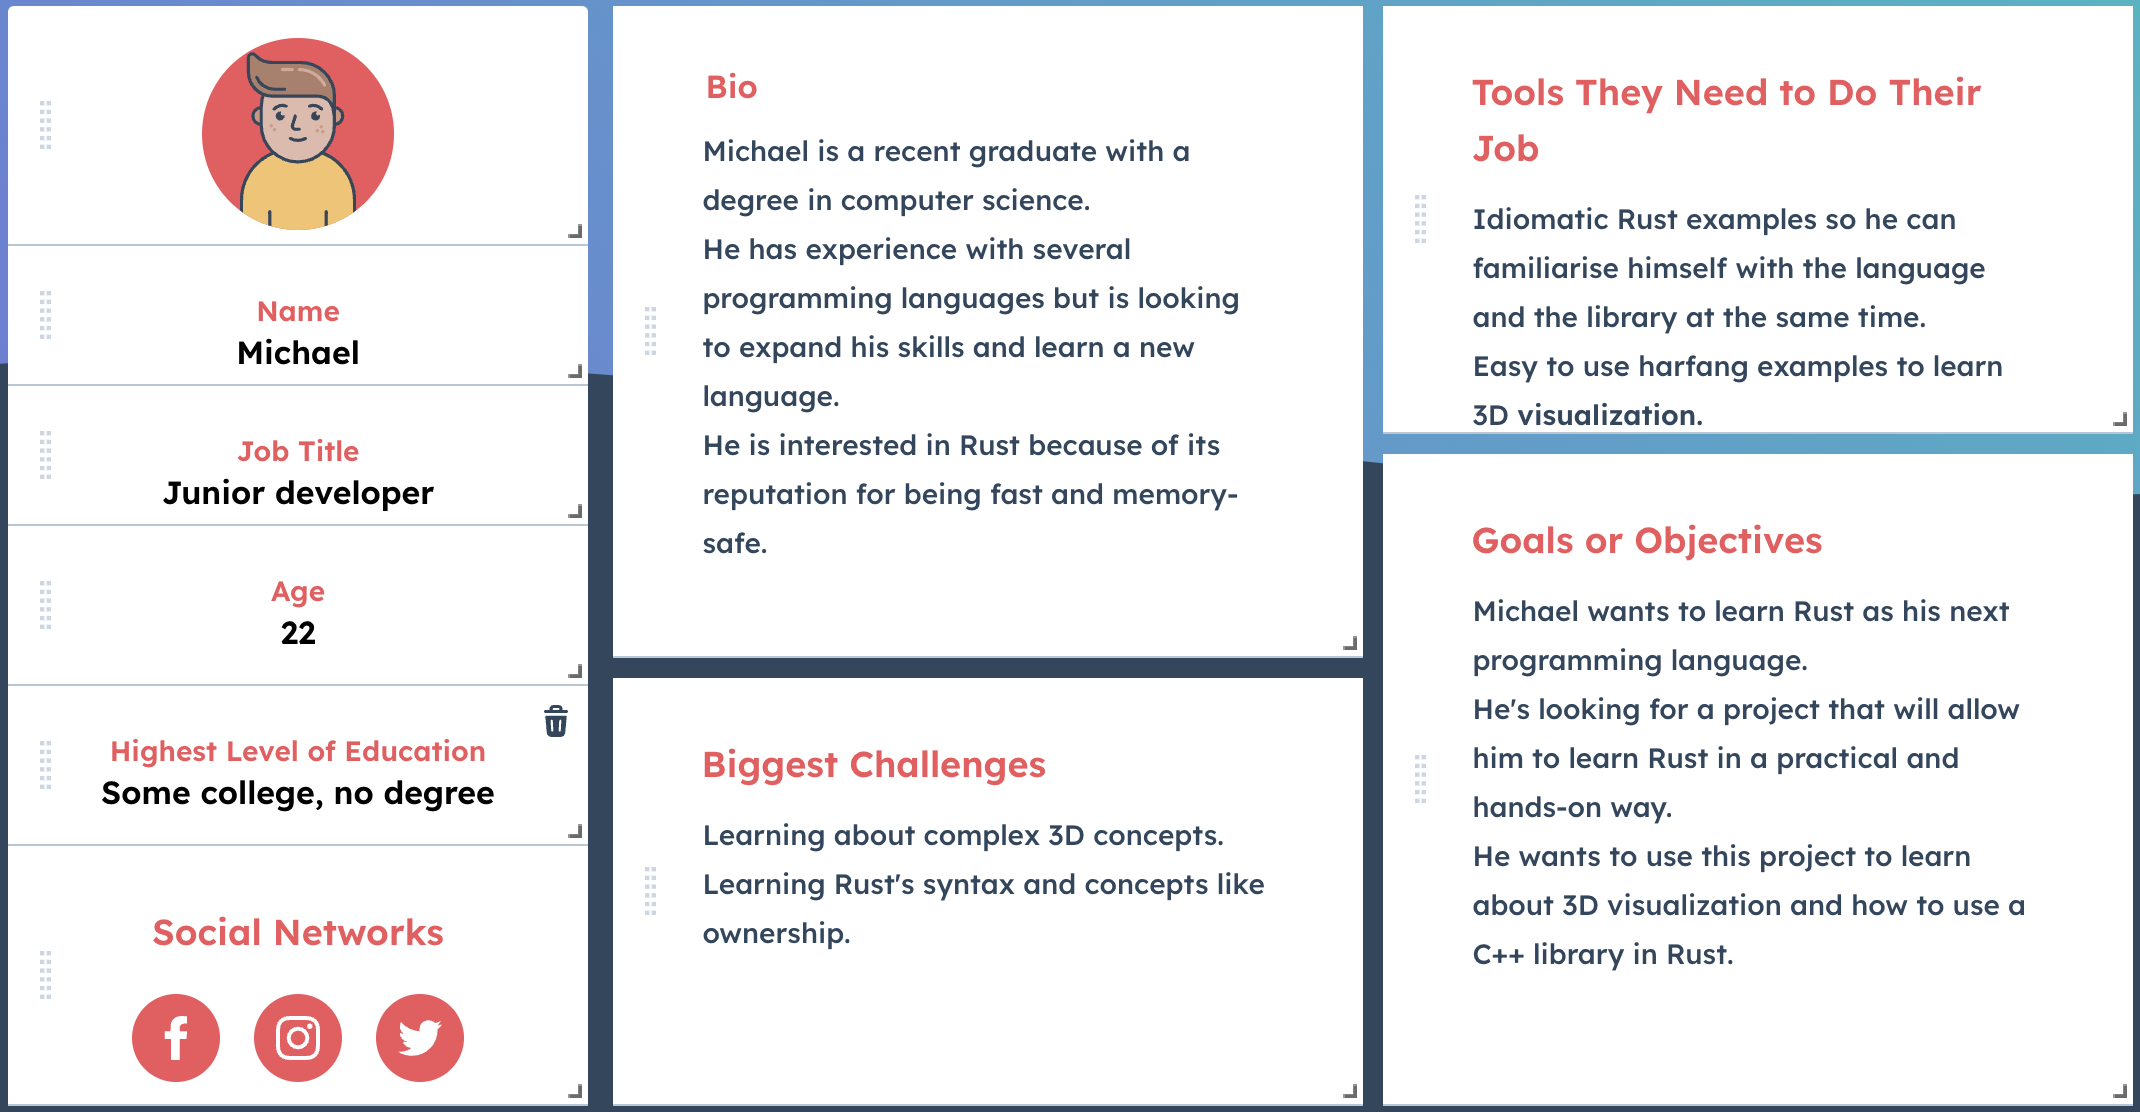 Name
Michael
Job Title
Junior developer
Age
22
Highest Level of Education
Some college, no degree
Social Networks
Bio
Michael is a recent graduate with a
degree in computer science.
He has experience with several
programming languages but is looking
to expand his skills and learn a new
language.
He is interested in Rust because of its
reputation for being fast and memory-
safe.
Biggest Challenges
Learning about complex 3D concepts.
Learning Rust's syntax and concepts like
ownership.
Tools They Need to Do Their
Job
Idiomatic Rust examples so he can
familiarise himself with the language
and the library at the same time.
Easy to use harfang examples to learn
3D visualization.
Goals or Objectives
Michael wants to learn Rust as his next
programming language.
He's looking for a project that will allow
him to learn Rust in a practical and
hands-on way.
He wants to use this project to learn
about 3D visualization and how to use a
C++ library in Rust.